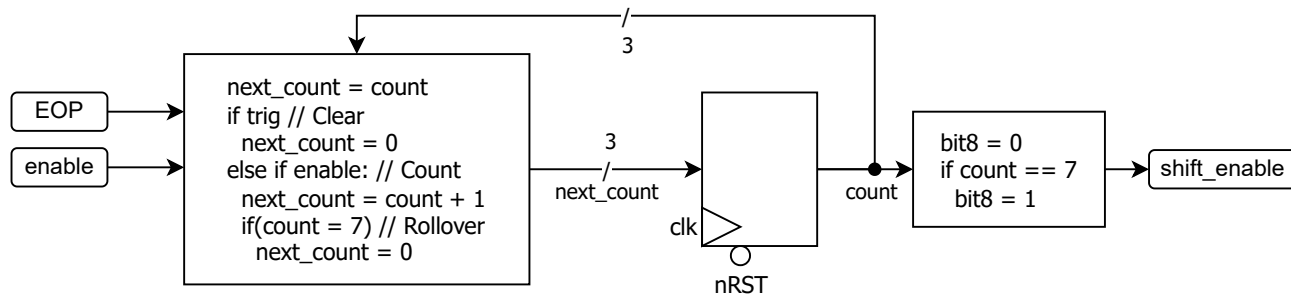 /
3
next_count = count
if trig // Clear
next_count = 0
else if enable: // Count
next_count = count + 1
if(count = 7) // Rollover
next_count = 0
EOP
enable
3
/
next_count
clk
nRST
count
bit8 = 0
if count == 7
bit8 = 1
shift_enable